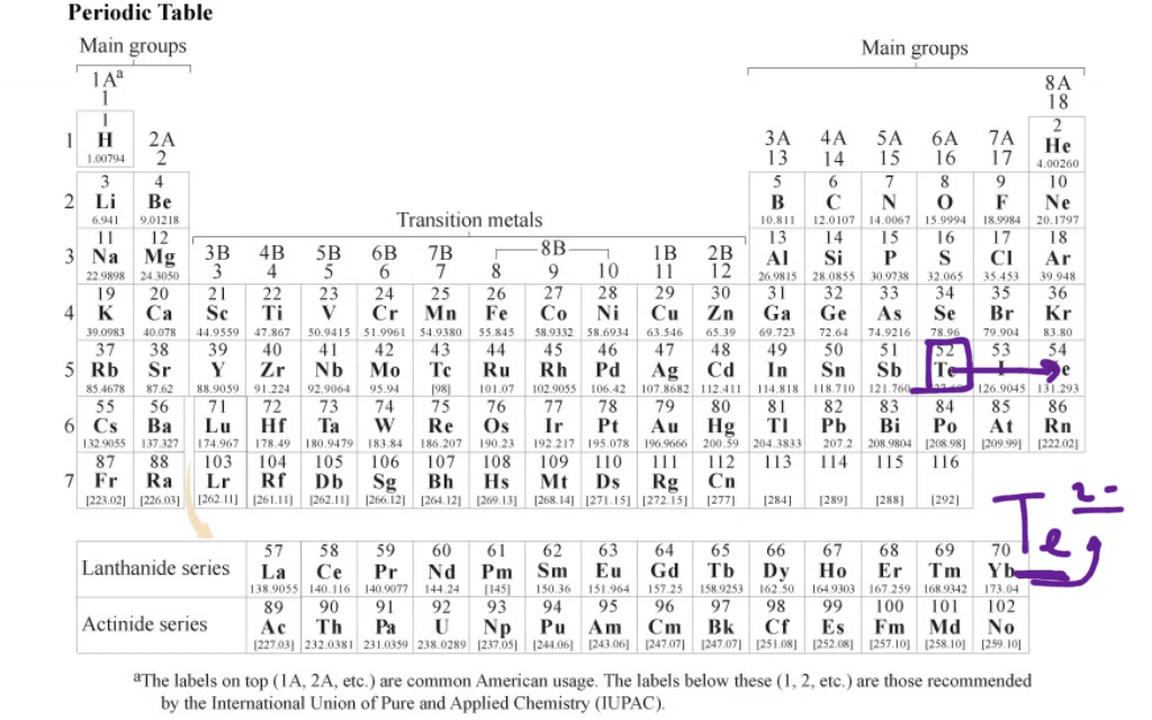 Periodic Table
Main groups
Main groups
1Aᵃ
8A
1
18
1
2
1 H 2A 3A 4A 5A 6A 7A He
1.00794 2 13 14 15 16 17 4.00260
3 4 5 6 7 8 9 10
2 Li Be B C N O F Ne
6.941 9.01218 Transition metals 10.811 12.0107 14.0067 15.9994 18.9984 20.1797
11 12 13 14 15 16 17 18
3 Na Mg 3B 4B 5B 6B 7B 8B 1B 2B Al Si P S Cl Ar
22.9898 24.3050 3 4 5 6 7 8 9 10 11 12 26.9815 28.0855 30.9738 32.065 35.453 39.948
19 20 21 22 23 24 25 26 27 28 29 30 31 32 33 34 35 36
4 K Ca Sc Ti V Cr Mn Fe Co Ni Cu Zn Ga Ge As Se Br Kr
39.0983 40.078 44.9559 47.867 50.9415 51.9961 54.9380 55.845 58.9332 58.6934 63.546 65.39 69.723 72.64 74.9216 78.96 79.904 83.80
37 38 39 40 41 42 43 44 45 46 47 48 49 50 51 52 53 54
5 Rb Sr Y Zr Nb Mo Tc Ru Rh Pd Ag Cd In Sn Sb Te I
85.4678 87.62 88.9059 91.224 92.9064 95.94 [98] 101.07 102.9055 106.42 107.8682 112.411 114.818 118.710 121.760 126.9045 131.293
55 56 71 72 73 74 75 76 77 78 79 80 81 82 83 84 85 86
6 Cs Ba Lu Hf Ta W Re Os Ir Pt Au Hg Tl Pb Bi Po At Rn
132.9055 137.327 174.967 178.49 180.9479 183.84 186.207 190.23 192.217 195.078 196.9666 200.59 204.3833 207.2 208.9804 [208.98] [209.99] [222.02]
87 88 103 104 105 106 107 108 109 110 111 112 113 114 115 116
7 Fr Ra Lr Rf Db Sg Bh Hs Mt Ds Rg Cn
[223.02] [226.03] [262.11] [261.11] [262.11] [266.12] [264.12] [269.13] [268.14] [271.15] [272.15] [277] [284] [289] [288] [292]
Te 2-
57 58 59 60 61 62 63 64 65 66 67 68 69 70
Lanthanide series La Ce Pr Nd Pm Sm Eu Gd Tb Dy Ho Er Tm Yb
138.9055 140.116 140.9077 144.24 [145] 150.36 151.964 157.25 158.9253 162.50 164.9303 167.259 168.9342 173.04
89 90 91 92 93 94 95 96 97 98 99 100 101 102
Actinide series Ac Th Pa U Np Pu Am Cm Bk Cf Es Fm Md No
[227.03] 232.0381 231.0359 238.0289 [237.05] [244.06] [243.06] [247.07] [247.07] [251.08] [252.08] [257.10] [258.10] [259.10]
ᵃThe labels on top (1A, 2A, etc.) are common American usage. The labels below these (1, 2, etc.) are those recommended
by the International Union of Pure and Applied Chemistry (IUPAC).